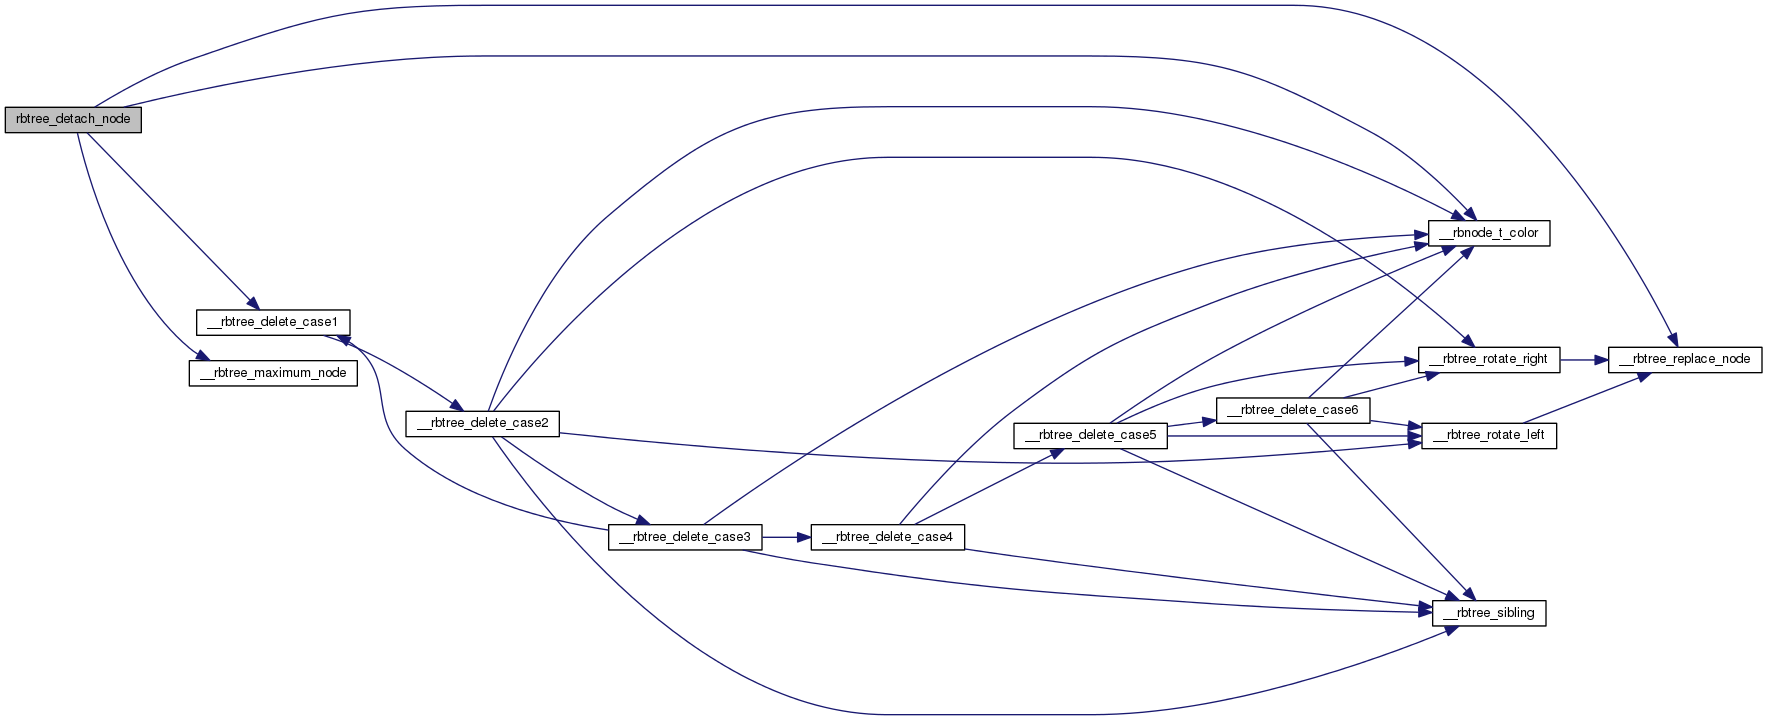 rbtree_detach_node
__rbnode_t_color
__rbtree_delete_case1
__rbtree_maximum_node
__rbtree_rotate_right
__rbtree_replace_node
__rbtree_delete_case2
__rbtree_delete_case6
__rbtree_delete_case5
__rbtree_rotate_left
__rbtree_delete_case3
__rbtree_delete_case4
__rbtree_sibling